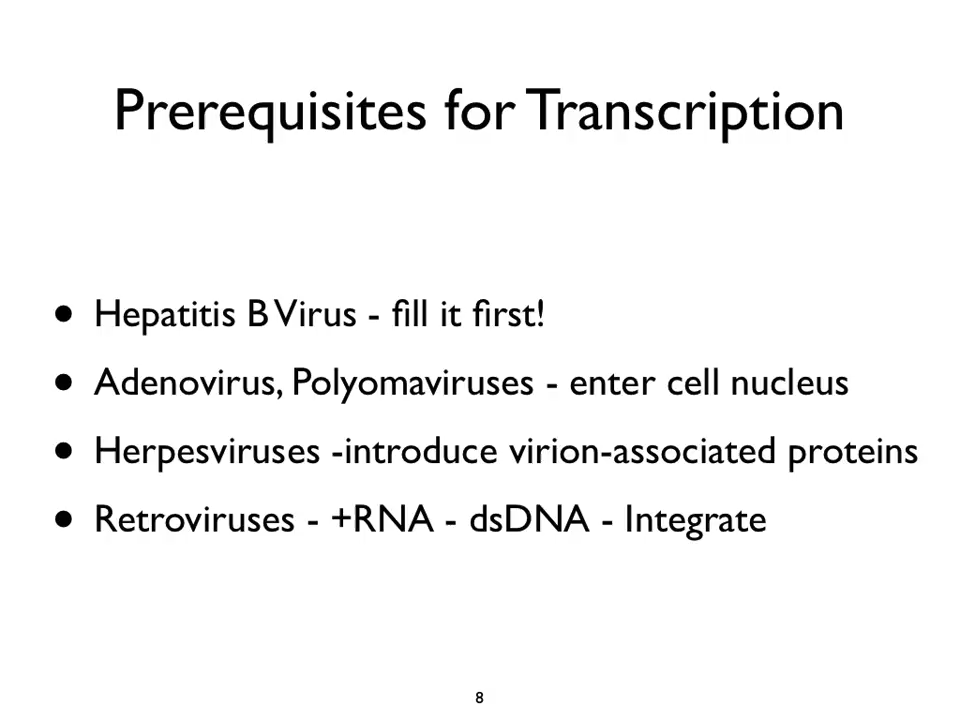 Prerequisites for Transcription
• Hepatitis B Virus - fill it first!
• Adenovirus, Polyomaviruses - enter cell nucleus
• Herpesviruses -introduce virion-associated proteins
• Retroviruses - +RNA - dsDNA - Integrate
8